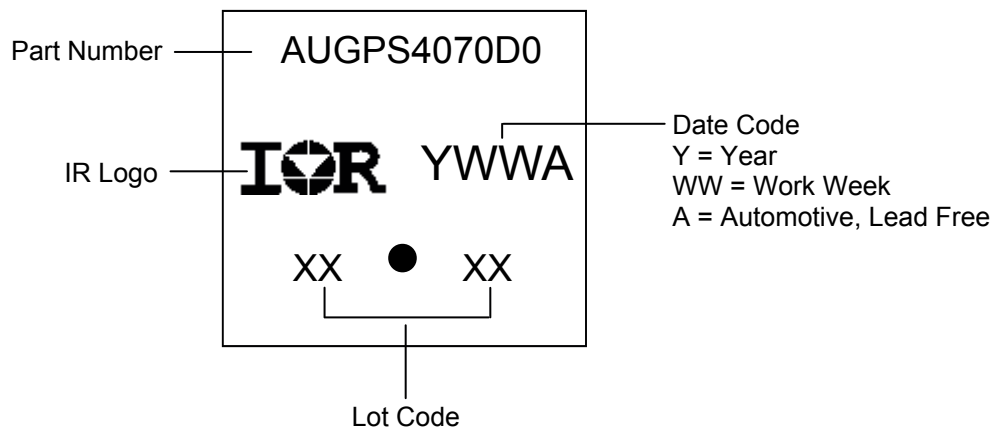 Part Number
AUGPS4070D0
IR Logo
IOR YWWA
Date Code
Y = Year
WW = Work Week
A = Automotive, Lead Free
XX XX
Lot Code